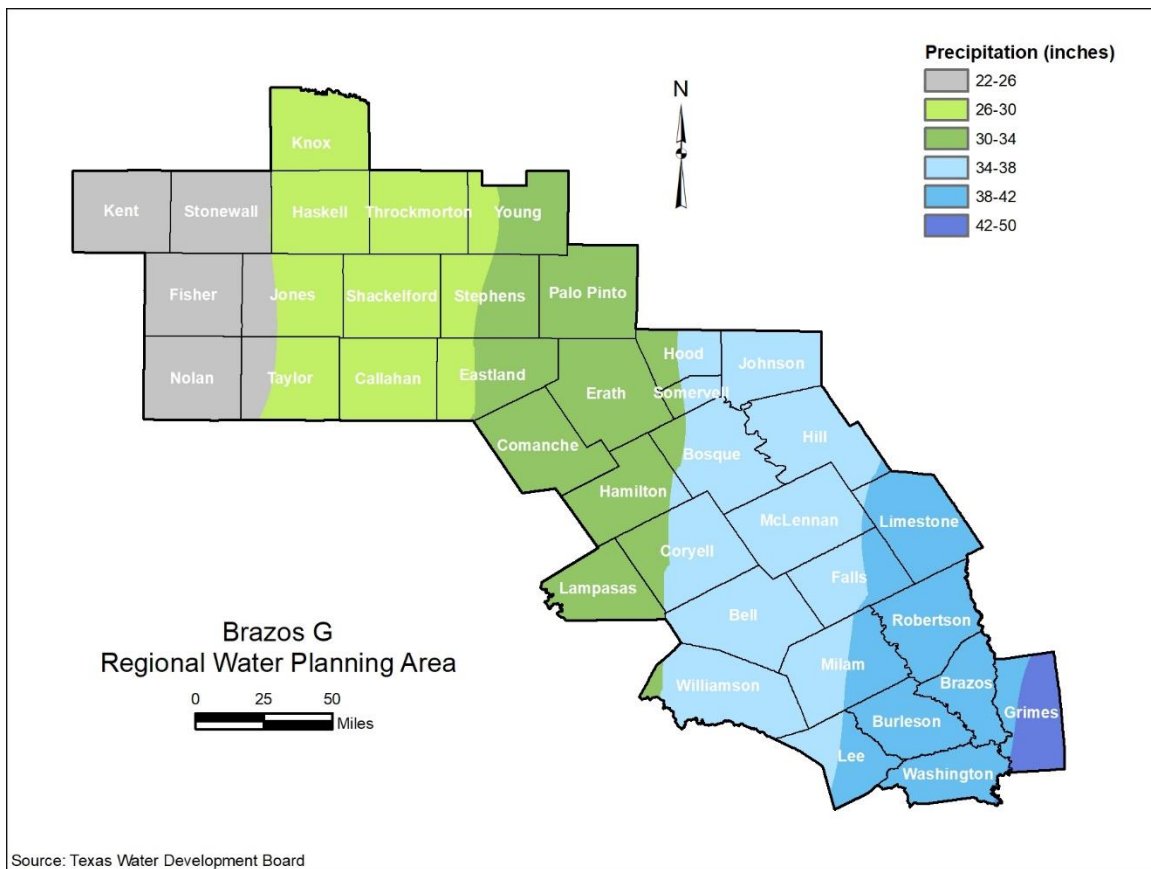 Precipitation (inches)
22-26
26-30
30-34
34-38
38-42
42-50
N
Knox
Kent
Stonewall
Haskell
Throckmorton
Young
Fisher
Jones
Shackelford
Stephens
Palo Pinto
Nolan
Taylor
Callahan
Eastland
Erath
Hood
Johnson
Somervell
Comanche
Bosque
Hill
Hamilton
McLennan
Limestone
Coryell
Falls
Lampasas
Bell
Robertson
Milam
Williamson
Brazos
Grimes
Burleson
Lee
Washington
Brazos G
Regional Water Planning Area
0 25 50
Miles
Source: Texas Water Development Board